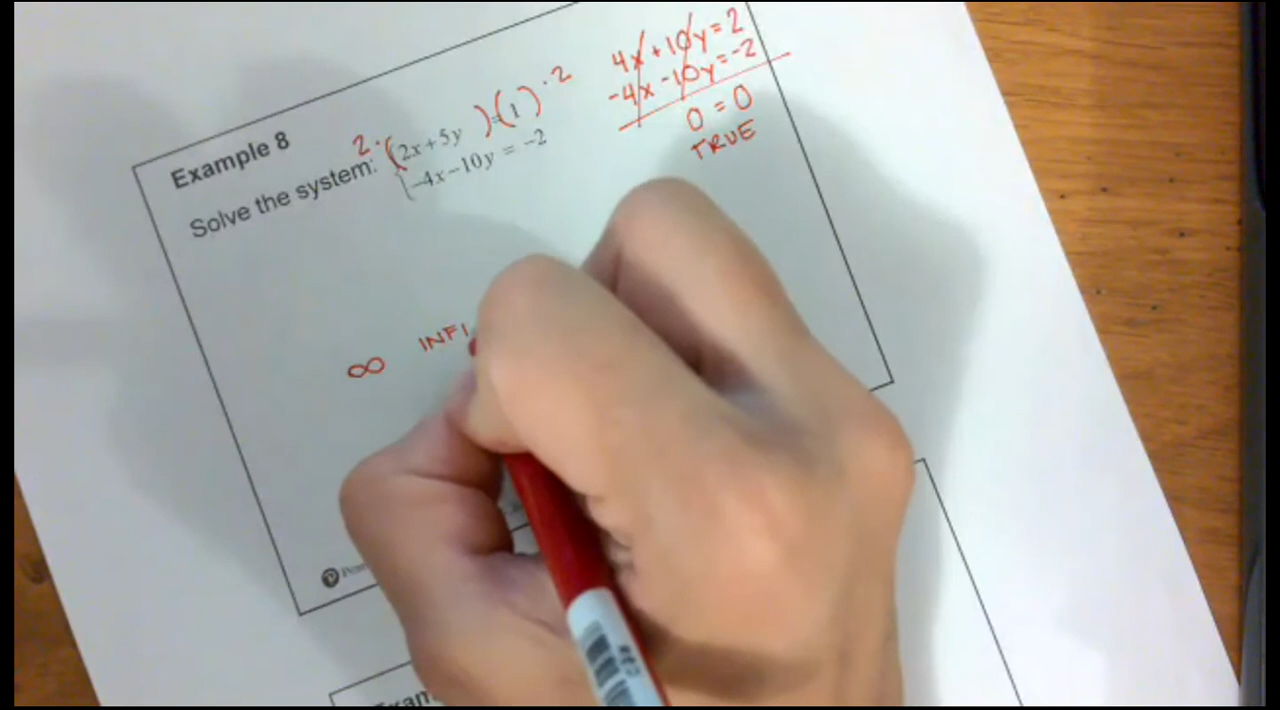 Example 8
Solve the system: 2·(2x+5y )=(1)·2
-4x-10y = -2
4x+10y=2
-4x-10y=-2
0=0
TRUE
∞ INFI